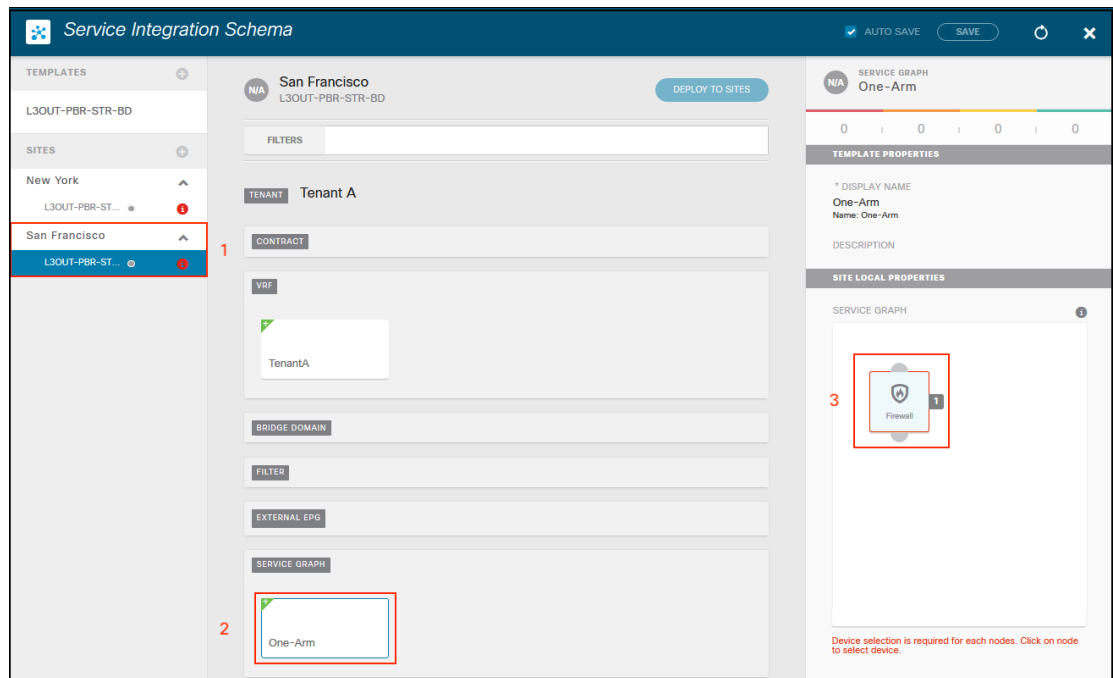 Service Integration Schema
AUTO SAVE
SAVE
TEMPLATES
L3OUT-PBR-STR-BD
SITES
New York
L3OUT-PBR-ST...
San Francisco
L3OUT-PBR-ST...
1
N/A
San Francisco
L3OUT-PBR-STR-BD
DEPLOY TO SITES
FILTERS
TENANT Tenant A
CONTRACT
VRF
TenantA
BRIDGE DOMAIN
FILTER
EXTERNAL EPG
SERVICE GRAPH
2
One-Arm
N/A
SERVICE GRAPH
One-Arm
0 0 0 0
TEMPLATE PROPERTIES
* DISPLAY NAME
One-Arm
Name: One-Arm
DESCRIPTION
SITE LOCAL PROPERTIES
SERVICE GRAPH
3
Firewall
1
Device selection is required for each nodes. Click on node
to select device.